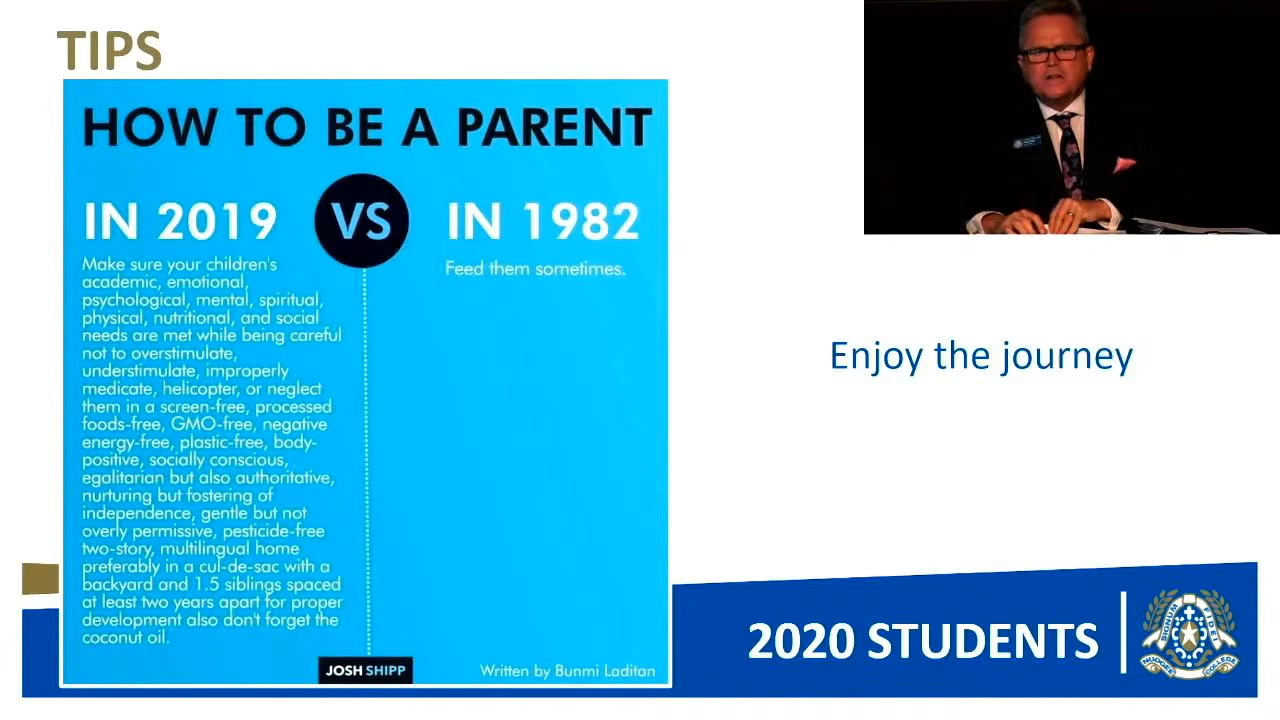 TIPS
HOW TO BE A PARENT
IN 2019
VS
IN 1982
Make sure your children's
academic, emotional,
psychological, mental, spiritual,
physical, nutritional, and social
needs are met while being careful
not to overstimulate,
understimulate, improperly
medicate, helicopter, or neglect
them in a screen-free, processed
foods-free, GMO-free, negative
energy-free, plastic-free, body-
positive, socially conscious,
egalitarian but also authoritative,
nurturing but fostering of
independence, gentle but not
overly permissive, pesticide-free
two-story, multilingual home
preferably in a cul-de-sac with a
backyard and 1.5 siblings spaced
at least two years apart for proper
development also don't forget the
coconut oil.
Feed them sometimes.
JOSH SHIPP
Written by Bunmi Laditan
Enjoy the journey
2020 STUDENTS
SIGNUM FIDEI
NUDGEE COLLEGE